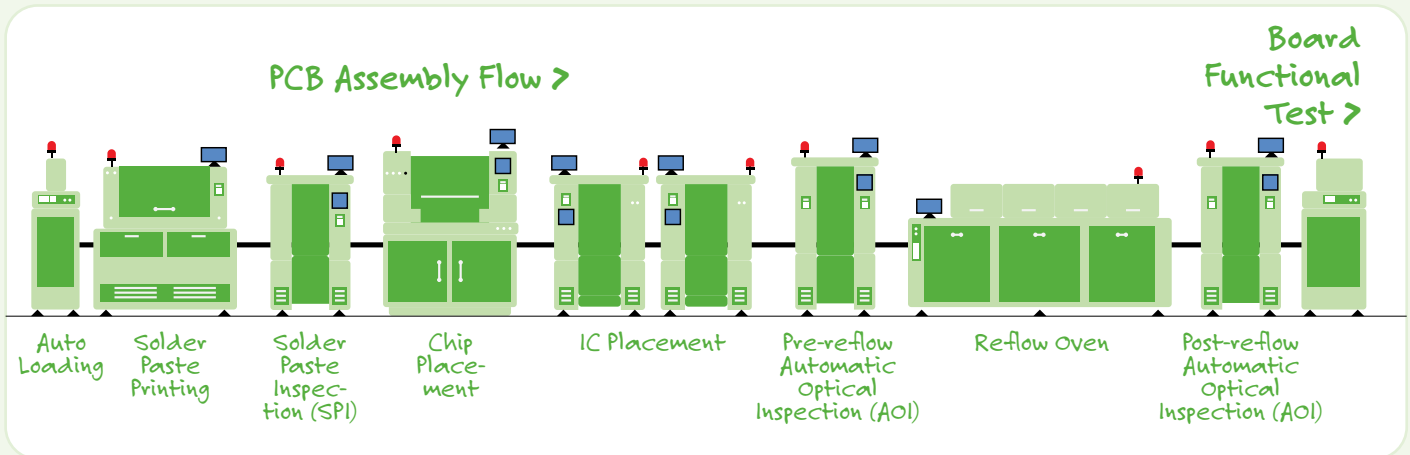 PCB Assembly Flow >
Board
Functional
Test >
Auto
Loading
Solder
Paste
Printing
Solder
Paste
Inspec-
tion (SPI)
Chip
Place-
ment
IC Placement
Pre-reflow
Automatic
Optical
Inspection (AOI)
Reflow Oven
Post-reflow
Automatic
Optical
Inspection (AOI)